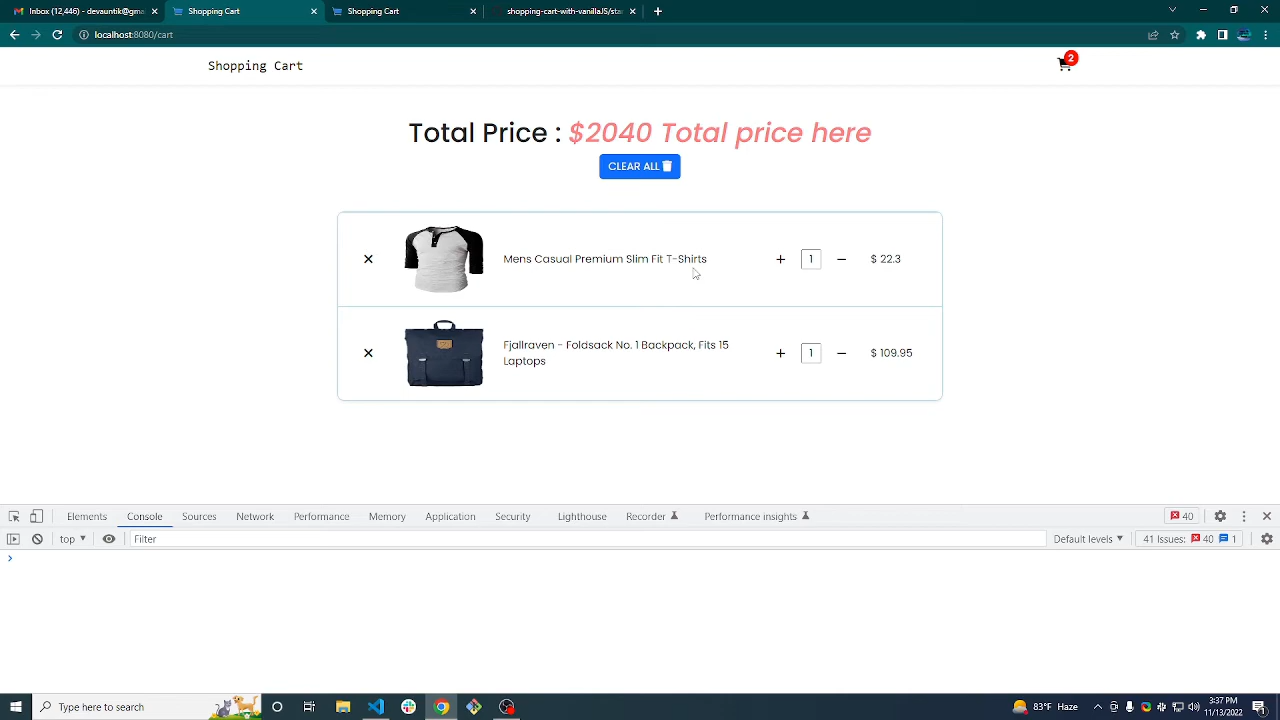 Inbox (12,446) - devauntik@gma
Shopping Cart
Shopping Cart
shopping-cart-with-vanillaJS/sta
localhost:8080/cart
Shopping Cart
2
Total Price : $2040 Total price here
CLEAR ALL
Mens Casual Premium Slim Fit T-Shirts
+ 1 − $ 22.3
Fjallraven - Foldsack No. 1 Backpack, Fits 15
Laptops
+ 1 − $ 109.95
Elements Console Sources Network Performance Memory Application Security Lighthouse Recorder Performance insights 40
top Filter Default levels 41 Issues: 40 1
Type here to search
83°F Haze
3:37 PM
11/13/2022